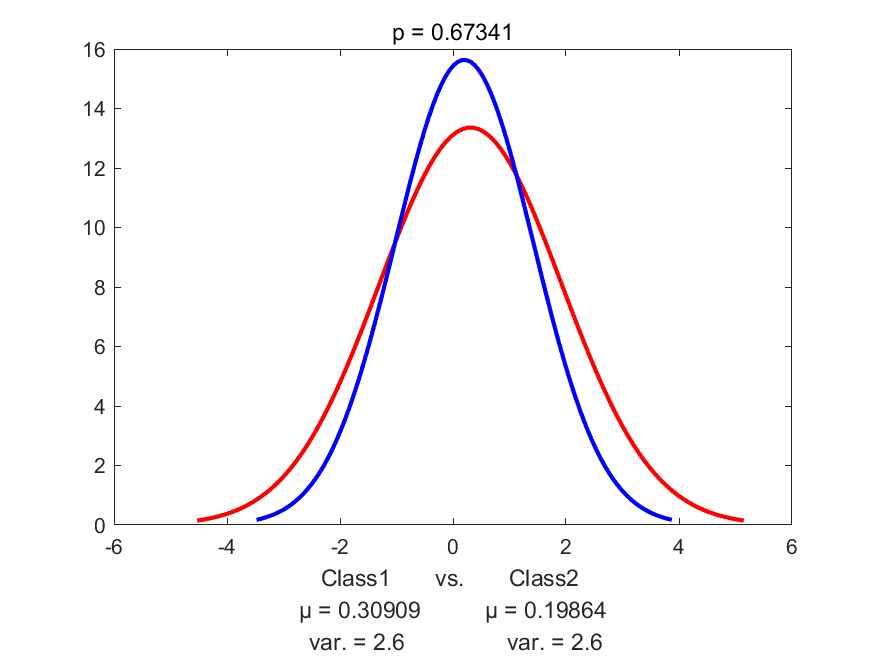 p = 0.67341
16
14
12
10
8
6
4
2
0
-6 -4 -2 0 2 4 6
Class1 vs. Class2
μ = 0.30909 μ = 0.19864
var. = 2.6 var. = 2.6